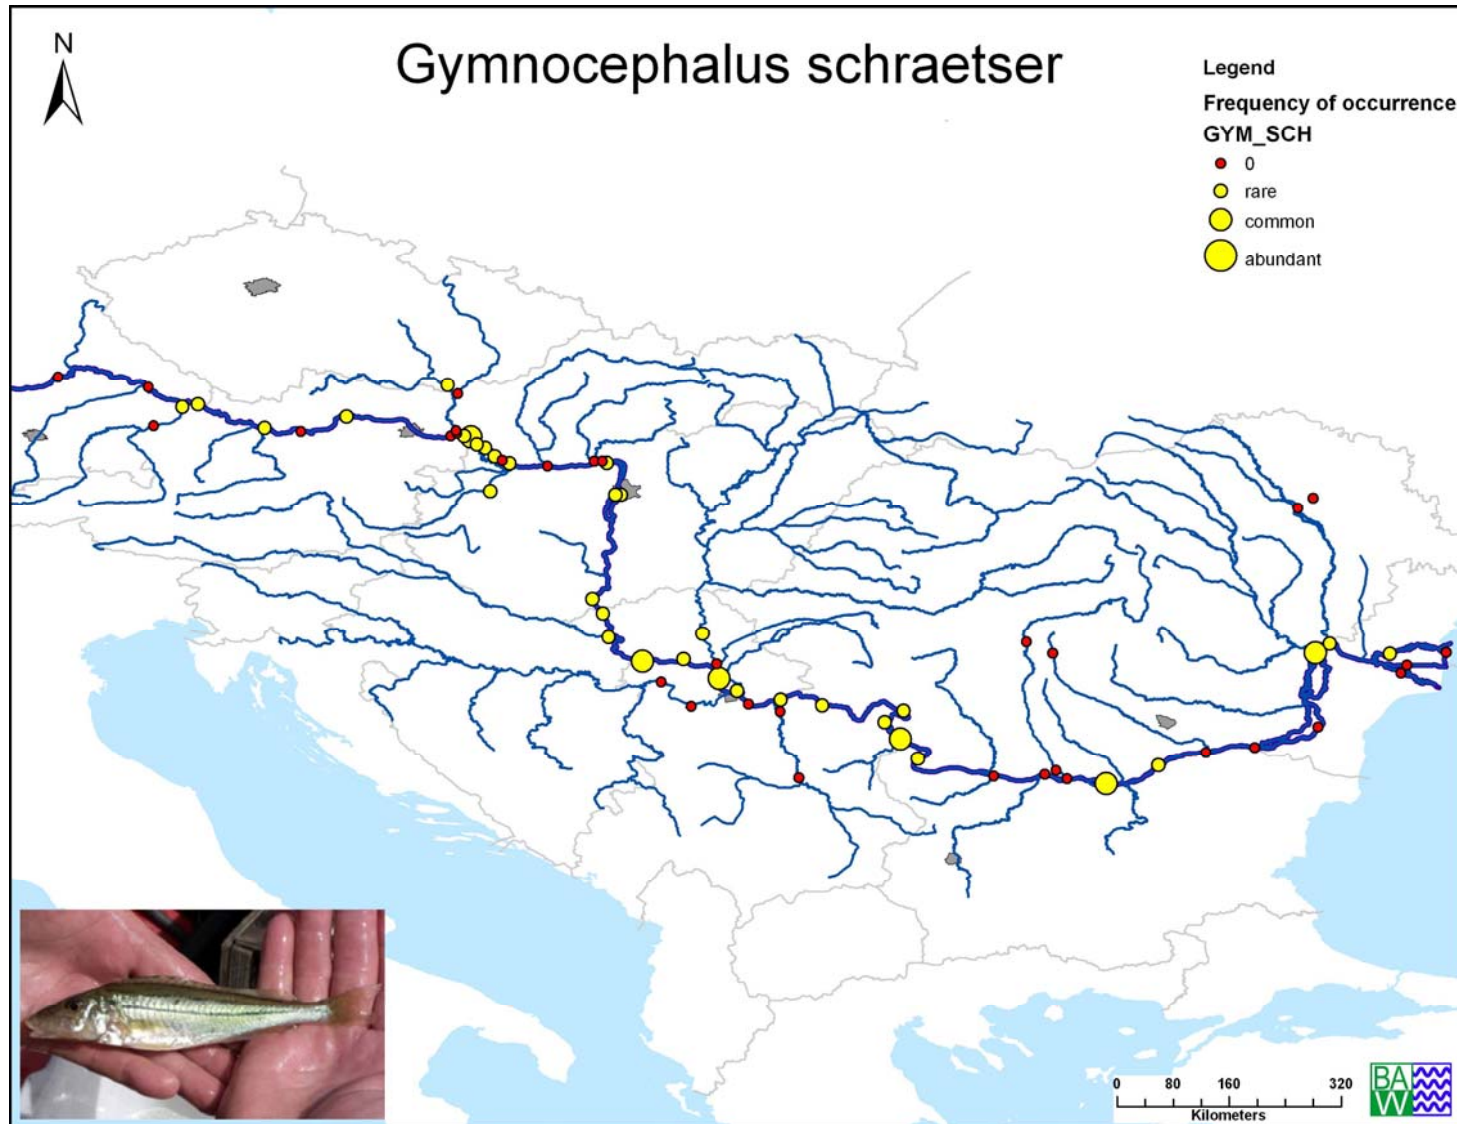 N
Gymnocephalus schraetser
Legend
Frequency of occurrence
GYM_SCH
0
rare
common
abundant
0 80 160 320
Kilometers
BA
W